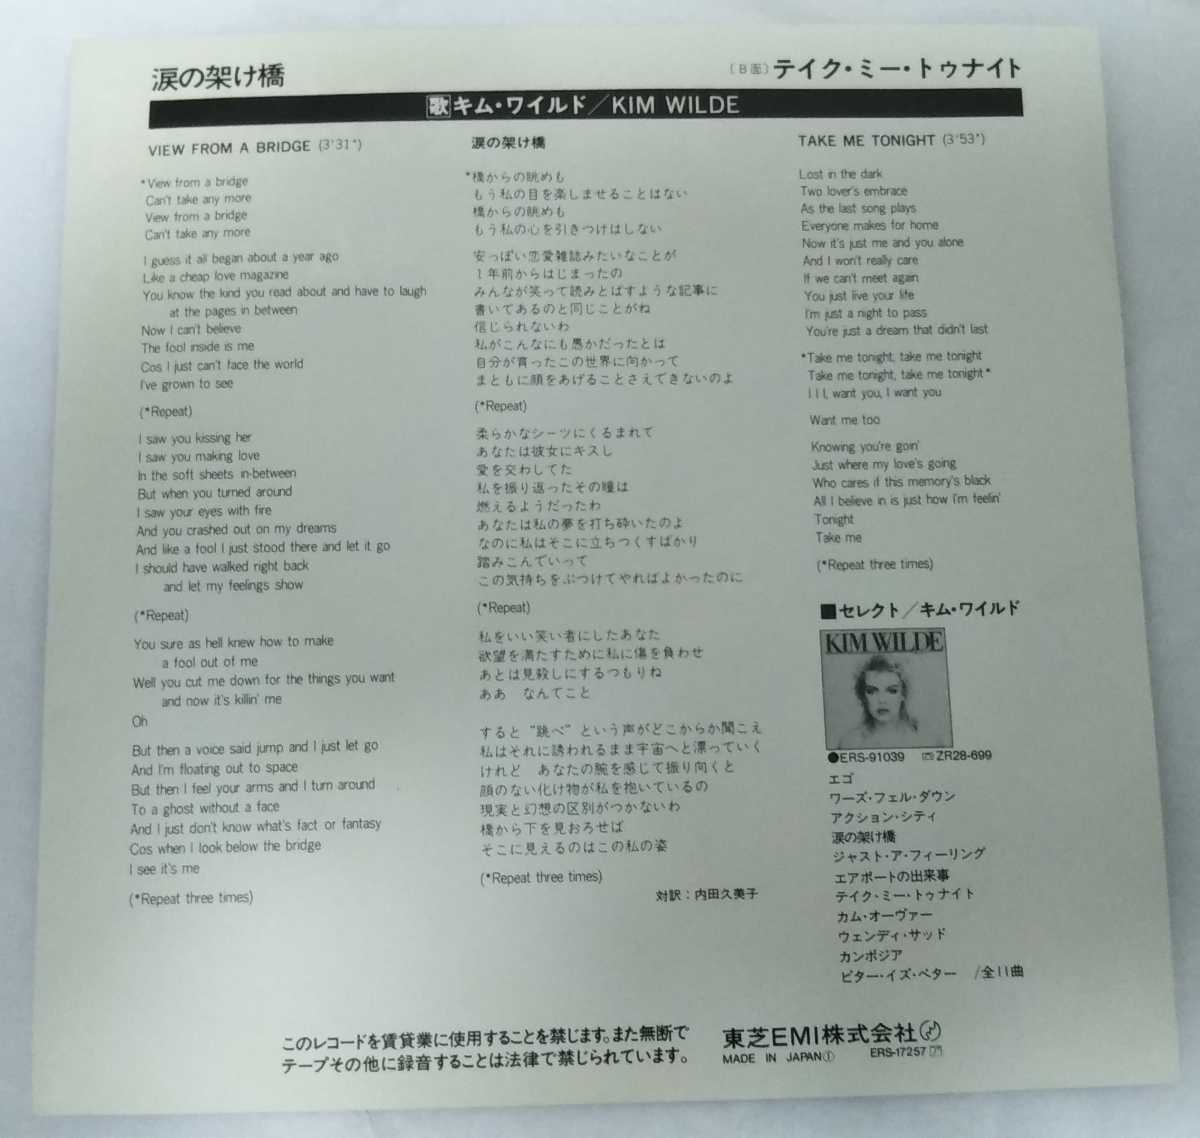 涙の架け橋
〔B面〕テイク・ミー・トゥナイト
歌 キム・ワイルド／KIM WILDE
VIEW FROM A BRIDGE (3'31")
*View from a bridge
Can't take any more
View from a bridge
Can't take any more
I guess it all began about a year ago
Like a cheap love magazine
You know the kind you read about and have to laugh
at the pages in between
Now I can't believe
The fool inside is me
Cos I just can't face the world
I've grown to see
(*Repeat)
I saw you kissing her
I saw you making love
In the soft sheets in-between
But when you turned around
I saw your eyes with fire
And you crashed out on my dreams
And like a fool I just stood there and let it go
I should have walked right back
and let my feelings show
(*Repeat)
You sure as hell knew how to make
a fool out of me
Well you cut me down for the things you want
and now it's killin' me
Oh
But then a voice said jump and I just let go
And I'm floating out to space
But then I feel your arms and I turn around
To a ghost without a face
And I just don't know what's fact or fantasy
Cos when I look below the bridge
I see it's me
(*Repeat three times)
涙の架け橋
*橋からの眺めも
もう私の目を楽しませることはない
橋からの眺めも
もう私の心を引きつけはしない
安っぽい恋愛雑誌みたいなことが
1年前からはじまったの
みんなが笑って読みとばすような記事に
書いてあるのと同じことがね
信じられないわ
私がこんなにも愚かだったとは
自分が育ったこの世界に向かって
まともに顔をあげることさえできないのよ
(*Repeat)
柔らかなシーツにくるまれて
あなたは彼女にキスし
愛を交わしてた
私を振り返ったその瞳は
燃えるようだったわ
あなたは私の夢を打ち砕いたのよ
なのに私はそこに立ちつくすばかり
踏みこんでいって
この気持ちをぶつけてやればよかったのに
(*Repeat)
私をいい笑い者にしたあなた
欲望を満たすために私に傷を負わせ
あとは見殺しにするつもりね
ああ なんてこと
すると“跳べ”という声がどこからか聞こえ
私はそれに誘われるまま宇宙へと漂っていく
けれど あなたの腕を感じて振り向くと
顔のない化け物が私を抱いているの
現実と幻想の区別がつかないわ
橋から下を見おろせば
そこに見えるのはこの私の姿
(*Repeat three times)
対訳：内田久美子
TAKE ME TONIGHT (3'53")
Lost in the dark
Two lover's embrace
As the last song plays
Everyone makes for home
Now it's just me and you alone
And I won't really care
If we can't meet again
You just live your life
I'm just a night to pass
You're just a dream that didn't last
*Take me tonight, take me tonight
Take me tonight, take me tonight*
I I I, want you, I want you
Want me too
Knowing you're goin'
Just where my love's going
Who cares if this memory's black
All I believe in is just how I'm feelin'
Tonight
Take me
(*Repeat three times)
■セレクト／キム・ワイルド
KIM WILDE
●ERS-91039 ZR28-699
エゴ
ワーズ・フェル・ダウン
アクション・シティ
涙の架け橋
ジャスト・ア・フィーリング
エアポートの出来事
テイク・ミー・トゥナイト
カム・オーヴァー
ウェンディ・サッド
カンボジア
ビター・イズ・ベター /全11曲
このレコードを賃貸業に使用することを禁じます。また無断で
テープその他に録音することは法律で禁じられています。
東芝EMI株式会社
MADE IN JAPAN① ERS-17257